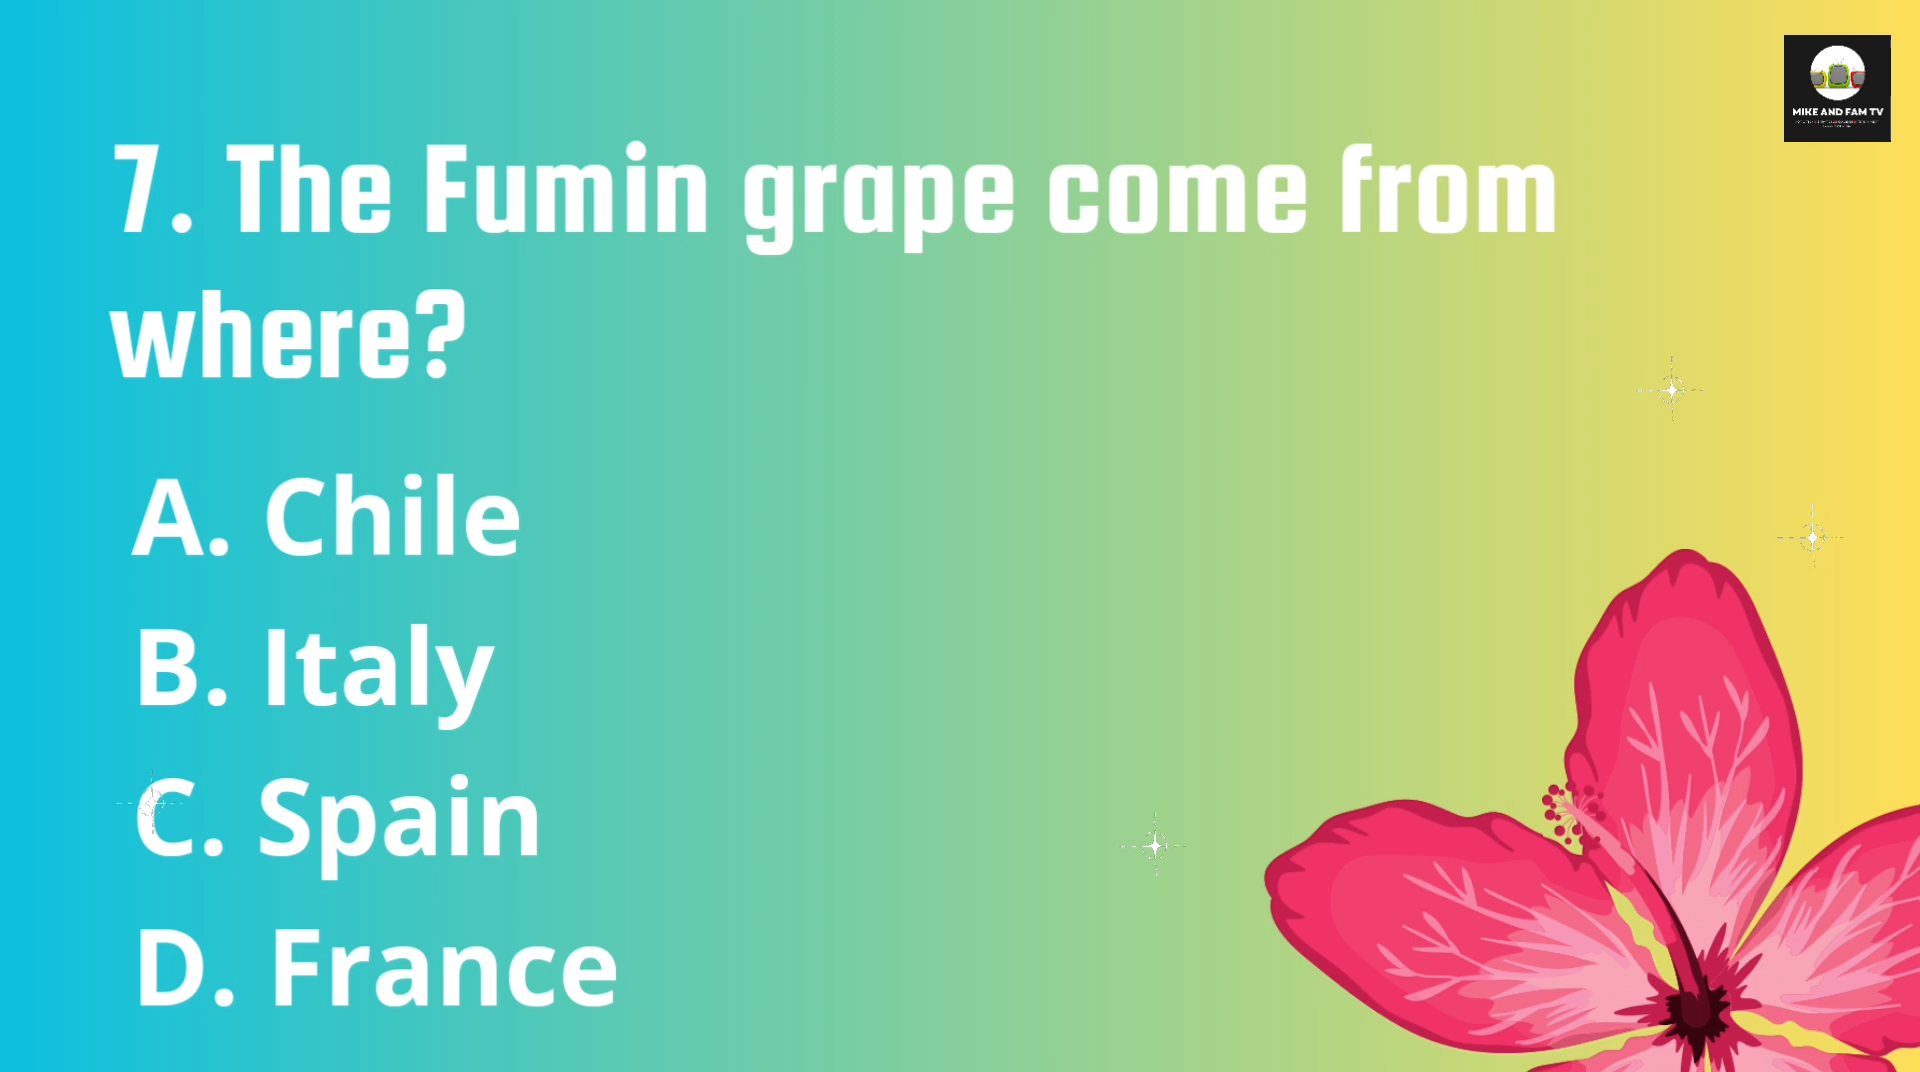 MIKE AND FAM TV
7. The Fumin grape come from
where?
A. Chile
B. Italy
C. Spain
D. France